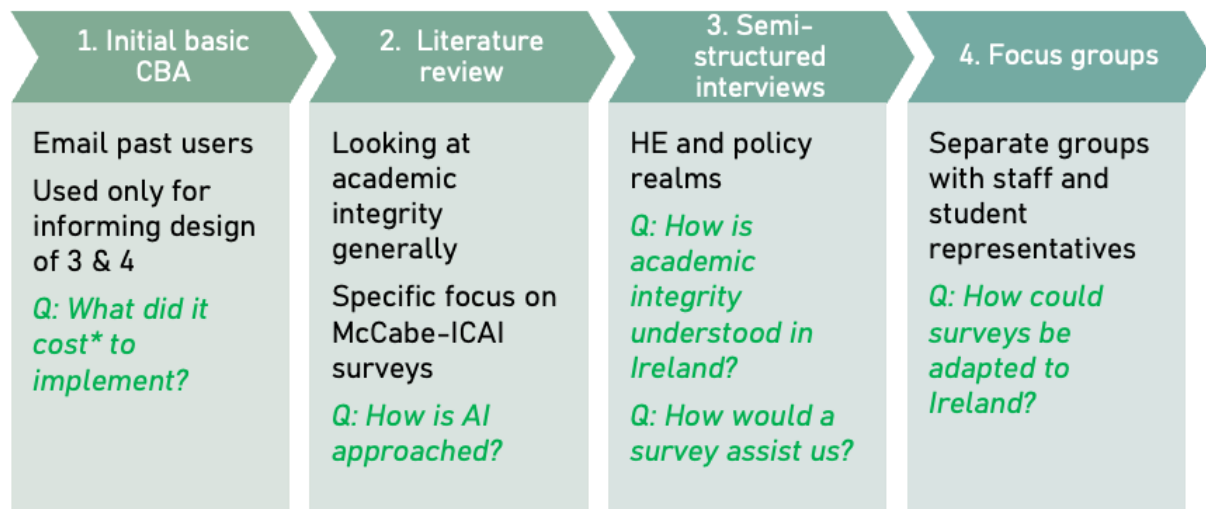 1. Initial basic
CBA
Email past users
Used only for
informing design
of 3 & 4
Q: What did it
cost* to
implement?
2. Literature
review
Looking at
academic
integrity
generally
Specific focus on
McCabe-ICAI
surveys
Q: How is AI
approached?
3. Semi-
structured
interviews
HE and policy
realms
Q: How is
academic
integrity
understood in
Ireland?
Q: How would a
survey assist us?
4. Focus groups
Separate groups
with staff and
student
representatives
Q: How could
surveys be
adapted to
Ireland?